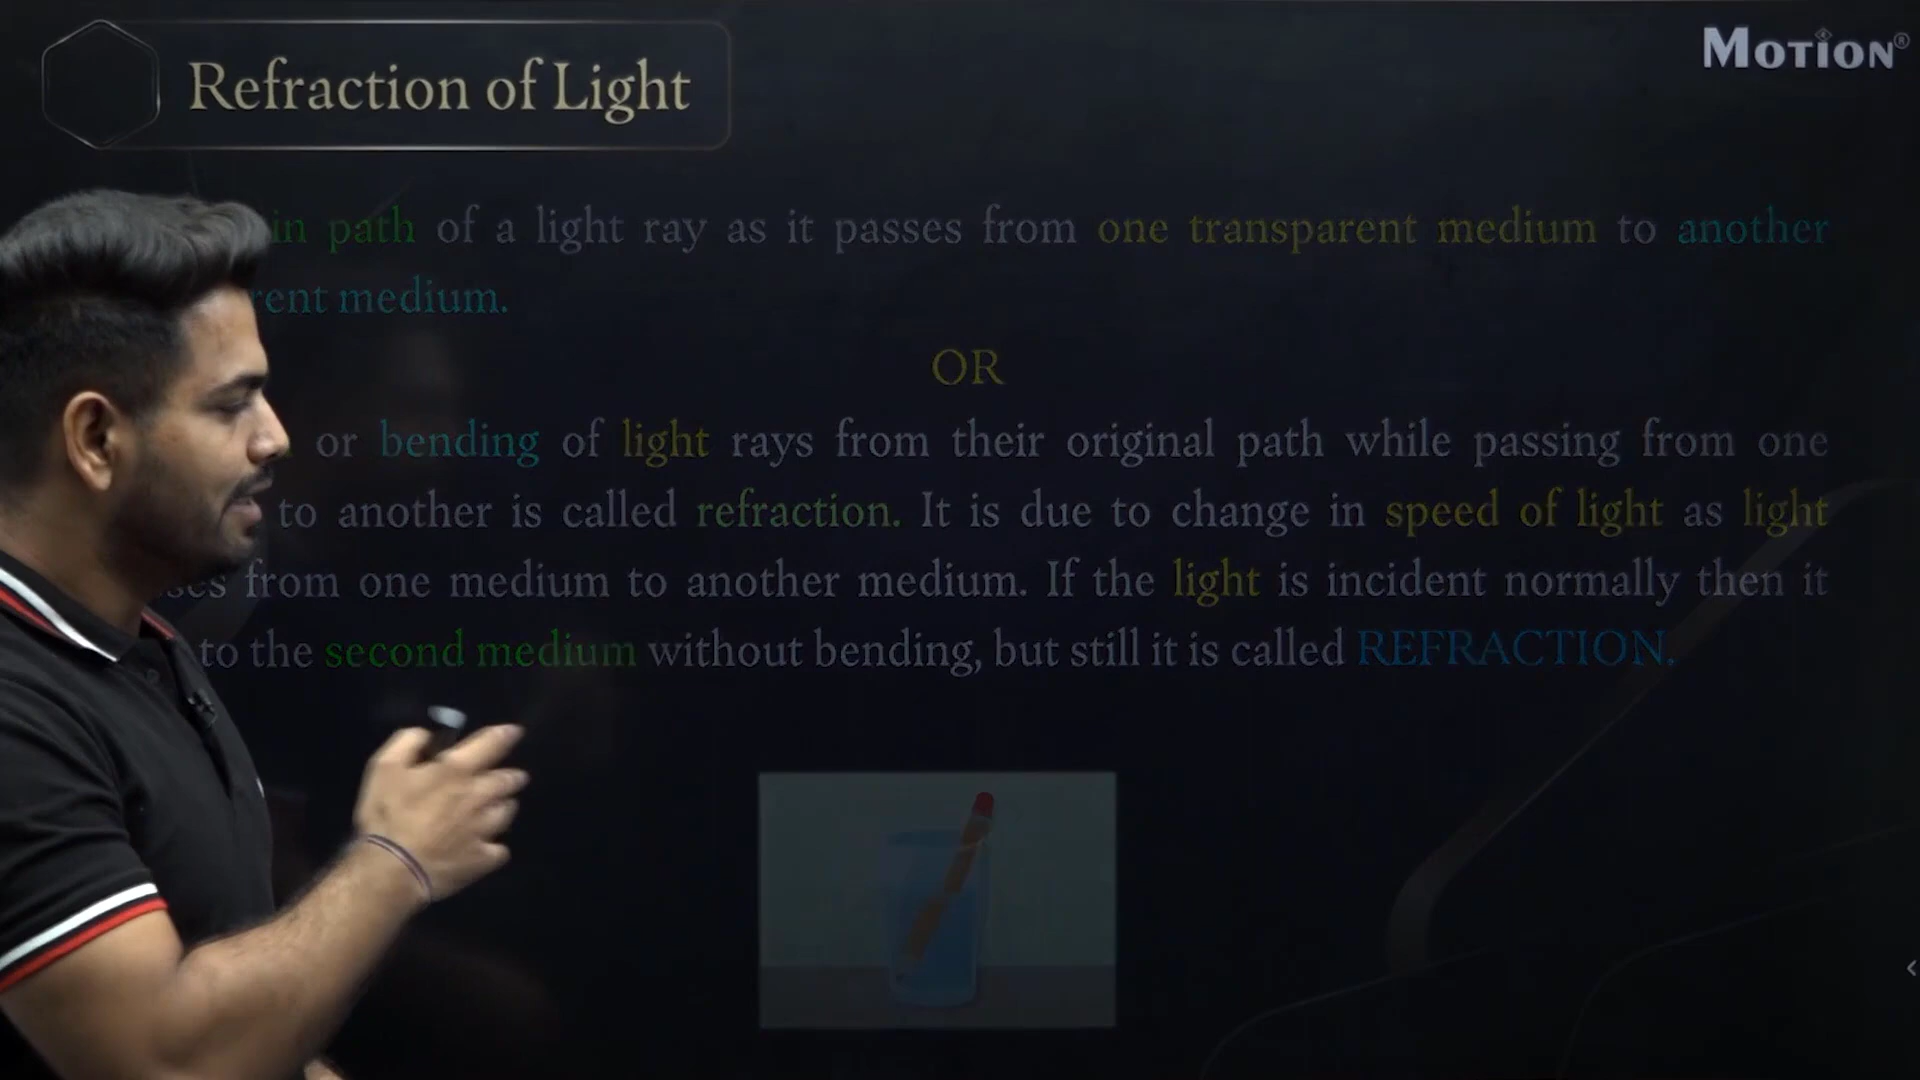 Refraction of Light
MOTION®
in path of a light ray as it passes from one transparent medium to another
rent medium.
OR
or bending of light rays from their original path while passing from one
to another is called refraction. It is due to change in speed of light as light
ses from one medium to another medium. If the light is incident normally then it
to the second medium without bending, but still it is called REFRACTION.